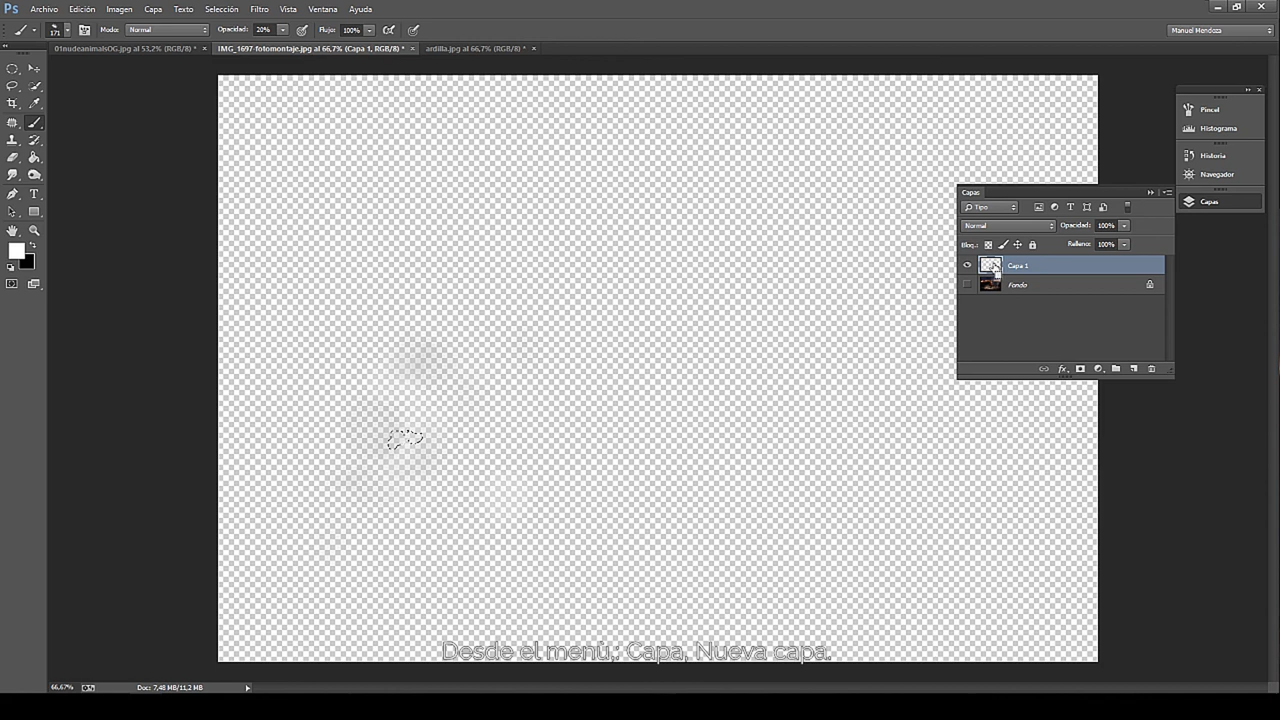 Ps Archivo Edición Imagen Capa Texto Selección Filtro Vista Ventana Ayuda
171 Modo: Normal Opacidad: 20% Flujo: 100% Manuel Mendoza
01nudeanimalsOG.jpg al 53,2% (RGB/8) * × IMG_1697-fotomontaje.jpg al 66,7% (Capa 1, RGB/8) * × ardilla.jpg al 66,7% (RGB/8) * ×
Pincel
Histograma
Historia
Navegador
Capas
Capas
Tipo
Normal Opacidad: 100%
Bloq.: Relleno: 100%
Capa 1
Fondo
Desde el menù,: Capa, Nueva capa.
66,67% Doc: 7,48 MB/11,2 MB